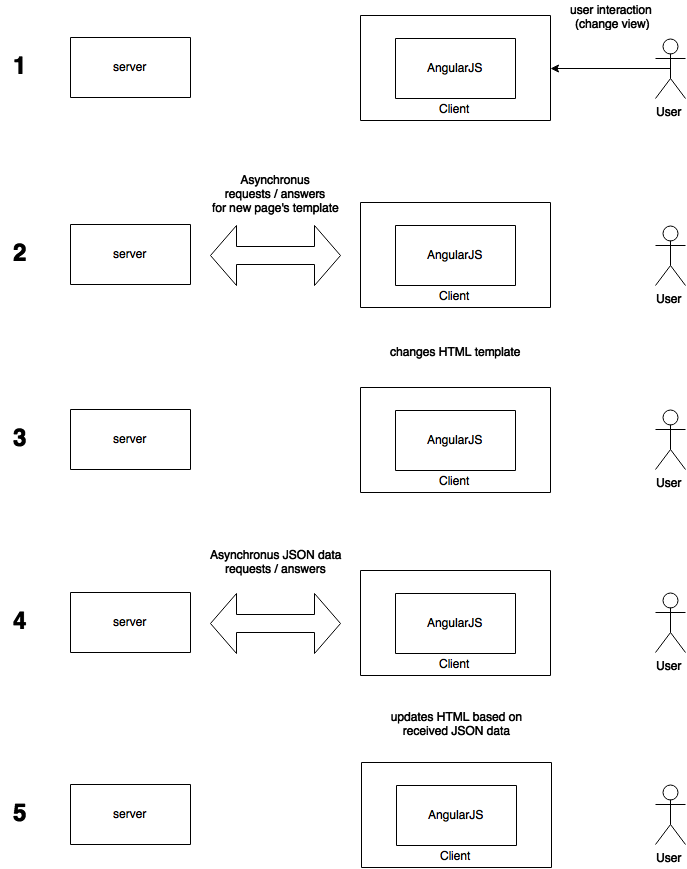 user interaction
(change view)
1
server
AngularJS
Client
User
Asynchronus
requests / answers
for new page's template
2
server
AngularJS
Client
User
changes HTML template
3
server
AngularJS
Client
User
Asynchronus JSON data
requests / answers
4
server
AngularJS
Client
User
updates HTML based on
received JSON data
5
server
AngularJS
Client
User